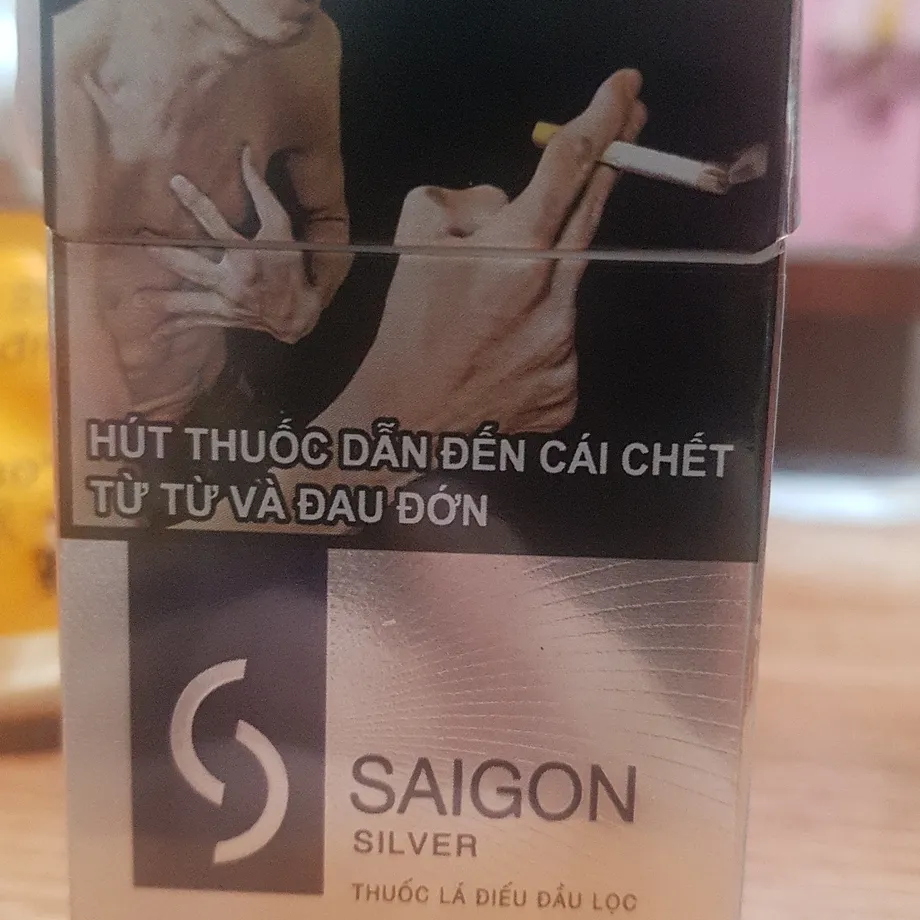 HÚT THUỐC DẪN ĐẾN CÁI CHẾT
TỪ TỪ VÀ ĐAU ĐỚN
SAIGON
SILVER
THUỐC LÁ ĐIẾU ĐẦU LỌC